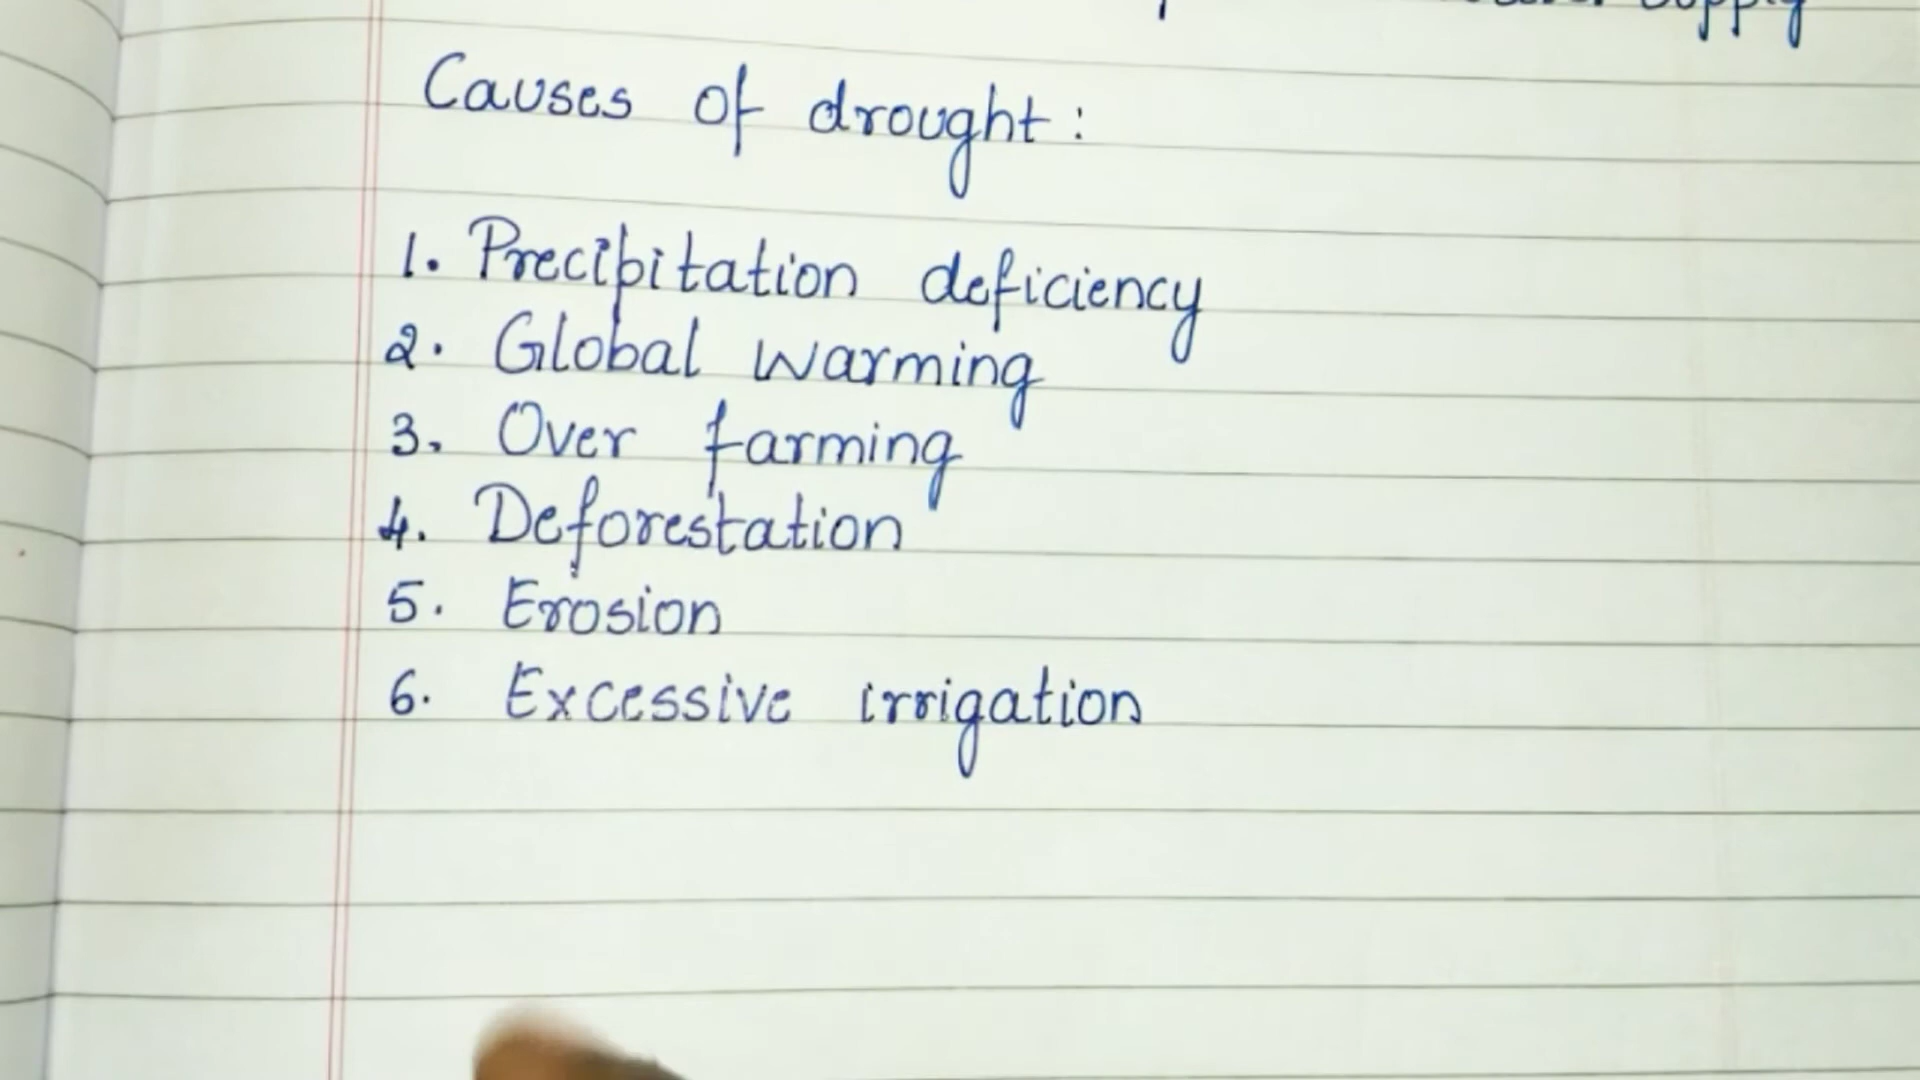 supply
Causes of drought:
1. Precipitation deficiency
2. Global warming
3. Over farming
4. Deforestation
5. Erosion
6. Excessive irrigation